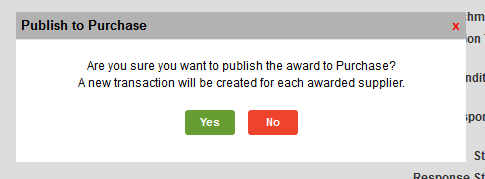 Publish to Purchase x
Are you sure you want to publish the award to Purchase?
A new transaction will be created for each awarded supplier.
Yes No
Response St